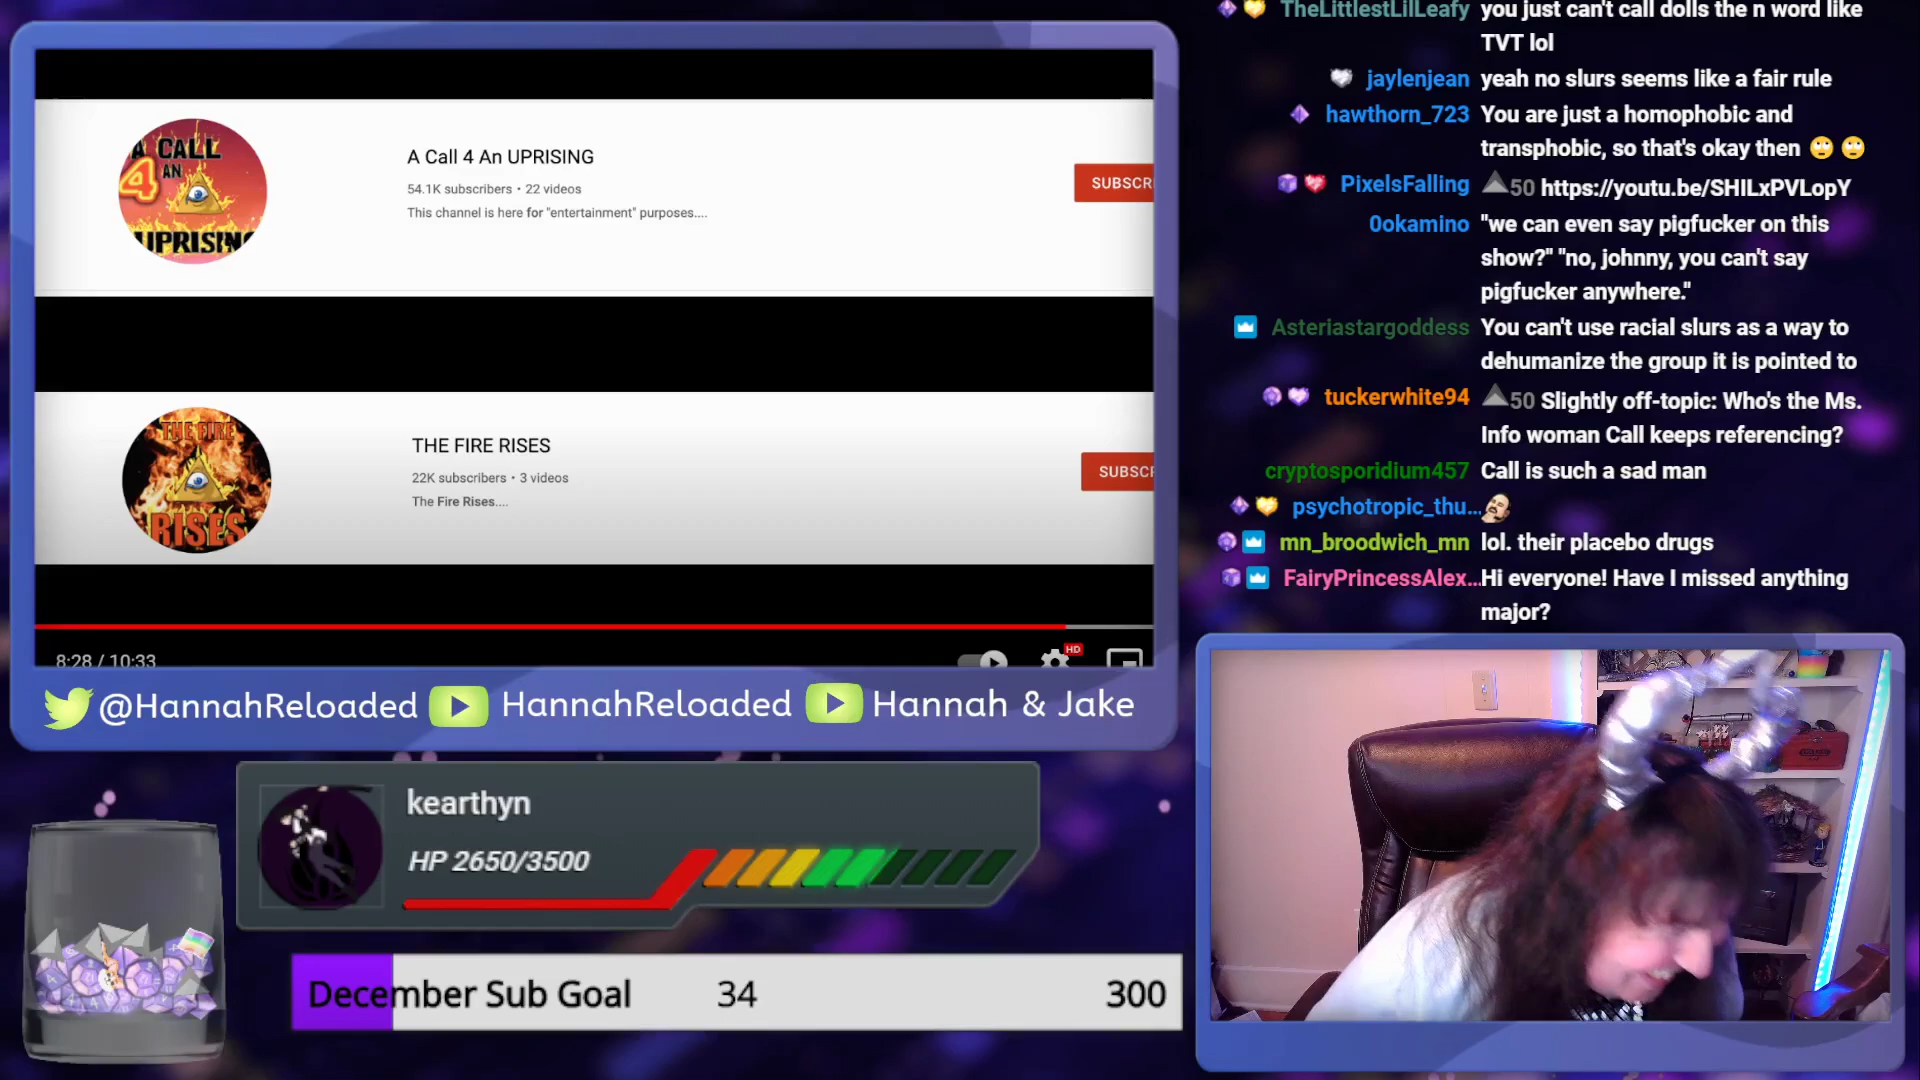 A CALL
4 AN
UPRISING
A Call 4 An UPRISING
54.1K subscribers • 22 videos
This channel is here for "entertainment" purposes....
SUBSCR
THE FIRE
RISES
THE FIRE RISES
22K subscribers • 3 videos
The Fire Rises....
SUBSC
8:28 / 10:33
HD
@HannahReloaded HannahReloaded Hannah & Jake
kearthyn
HP 2650/3500
December Sub Goal 34 300
TheLittlestLilLeafy you just can't call dolls the n word like
TVT lol
jaylenjean yeah no slurs seems like a fair rule
hawthorn_723 You are just a homophobic and
transphobic, so that's okay then
PixelsFalling 50 https://youtu.be/SHILxPVLopY
0okamino "we can even say pigfucker on this
show?" "no, johnny, you can't say
pigfucker anywhere."
Asteriastargoddess You can't use racial slurs as a way to
dehumanize the group it is pointed to
tuckerwhite94 50 Slightly off-topic: Who's the Ms.
Info woman Call keeps referencing?
cryptosporidium457 Call is such a sad man
psychotropic_thu...
mn_broodwich_mn lol. their placebo drugs
FairyPrincessAlex... Hi everyone! Have I missed anything
major?